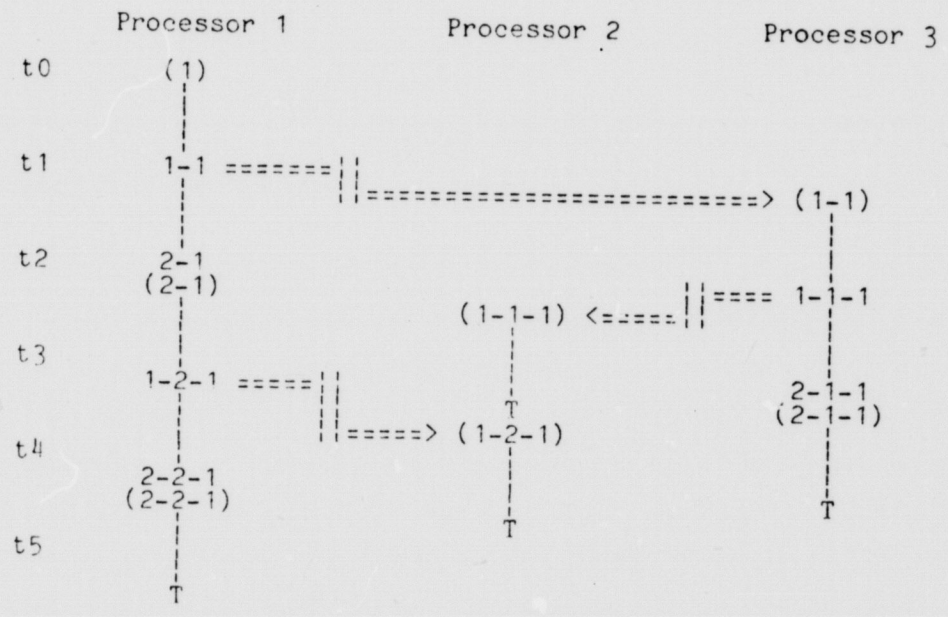 Processor 1 Processor 2 Processor 3
t0 (1)
t1 1-1 ======||
||==========================> (1-1)
t2 2-1
(2-1)
||==== 1-1-1
(1-1-1) <=====||
t3
1-2-1 =====||
2-1-1
T (2-1-1)
||=====> (1-2-1)
t4
2-2-1
(2-2-1)
T
T
t5
T